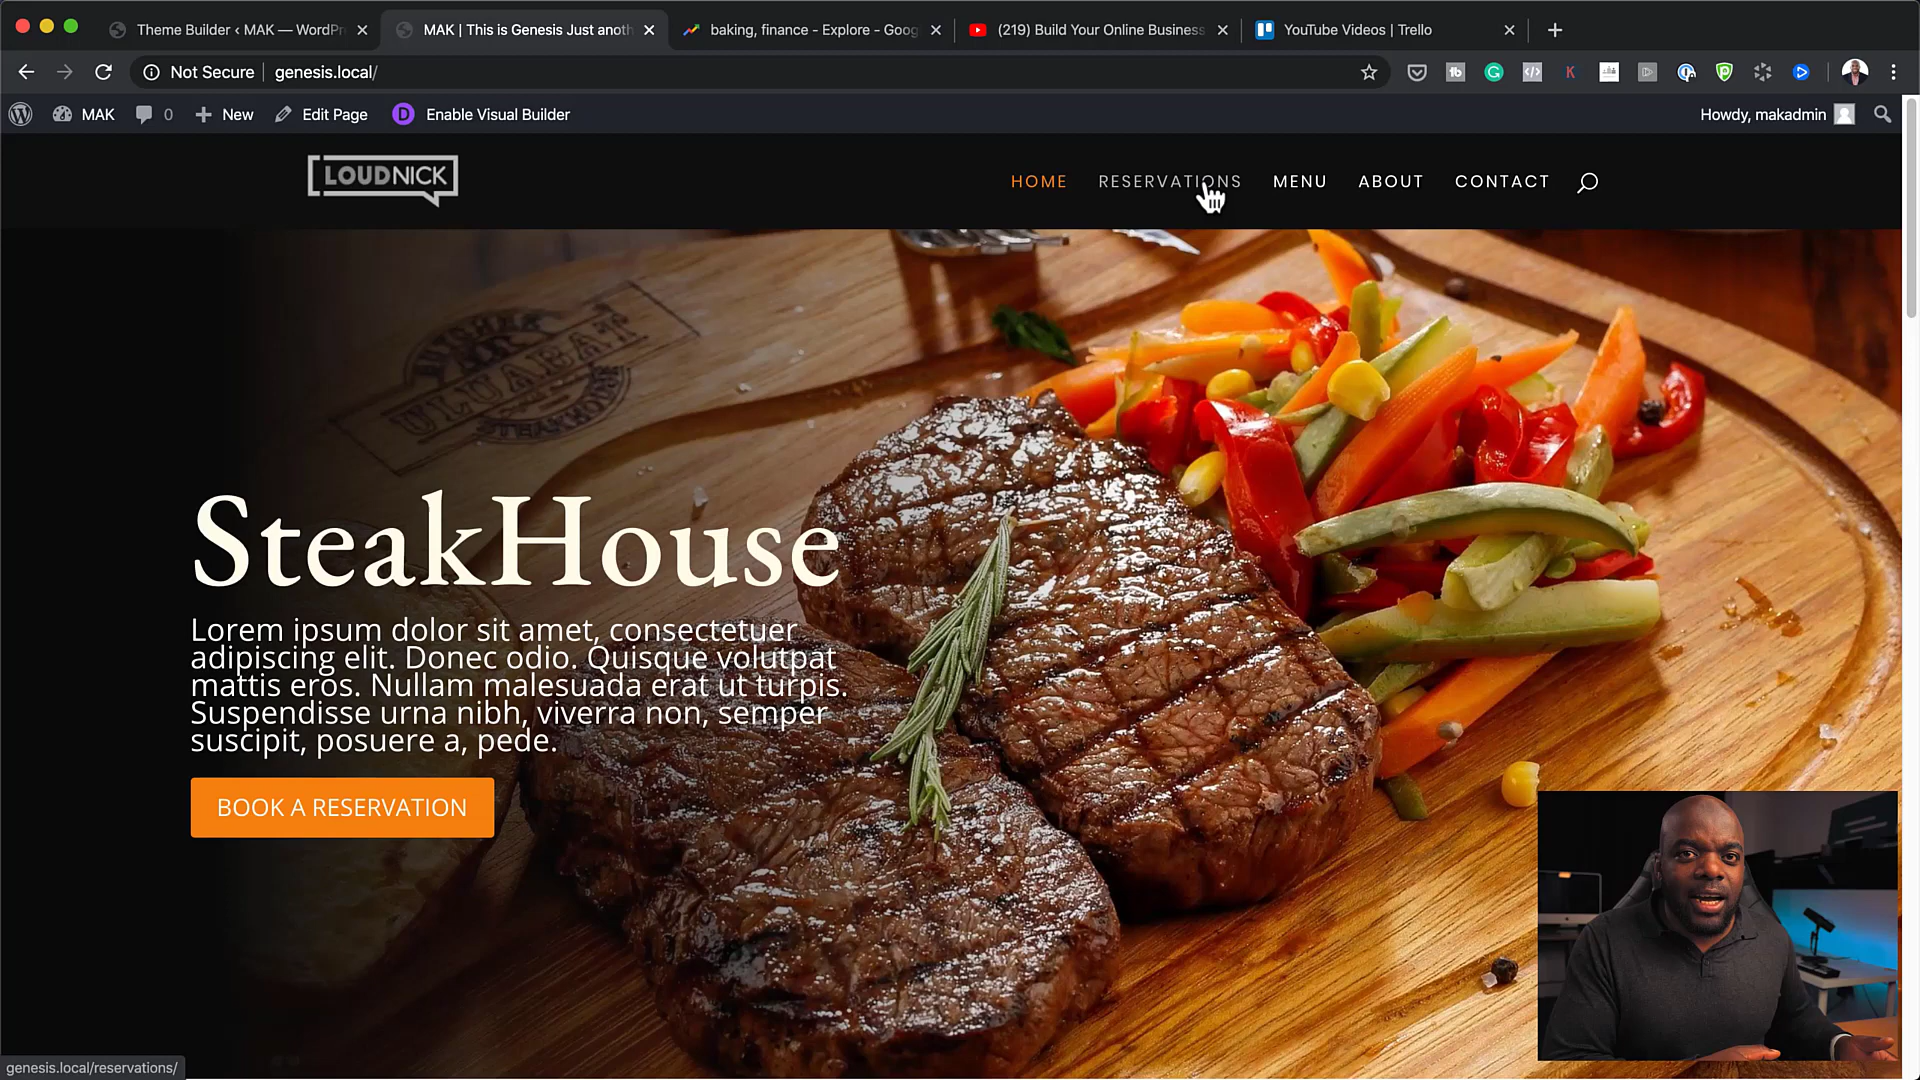 Theme Builder ‹ MAK — WordPr
MAK | This is Genesis Just anoth
baking, finance - Explore - Goog
(219) Build Your Online Business
YouTube Videos | Trello
Not Secure
genesis.local/
MAK
0
New
Edit Page
D
Enable Visual Builder
Howdy, makadmin
LOUDNICK
HOME
RESERVATIONS
MENU
ABOUT
CONTACT
SteakHouse
Lorem ipsum dolor sit amet, consectetuer
adipiscing elit. Donec odio. Quisque volutpat
mattis eros. Nullam malesuada erat ut turpis.
Suspendisse urna nibh, viverra non, semper
suscipit, posuere a, pede.
BOOK A RESERVATION
genesis.local/reservations/